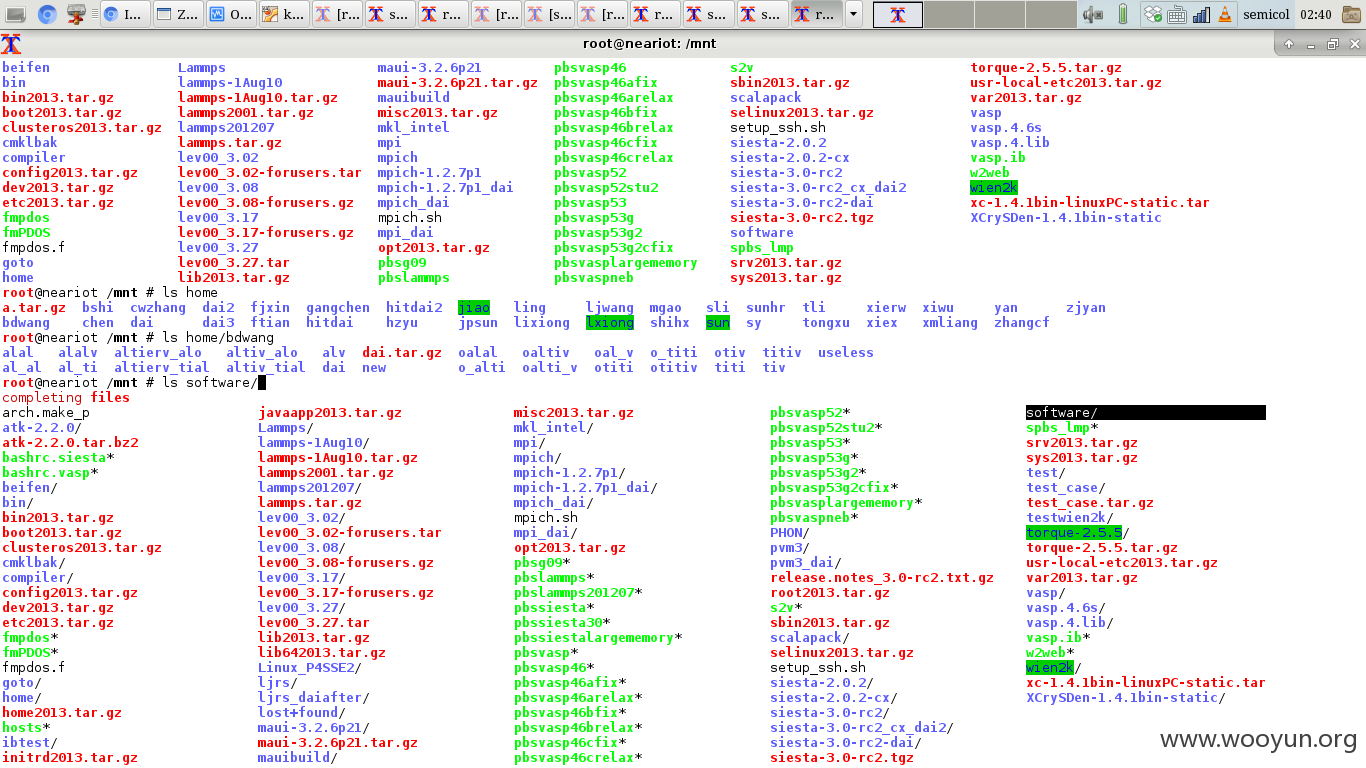 I... Z... O... k... [r... s... r... [r... [s... [r... r... s... s... r... semicol 02:40
root@neariot: /mnt
beifen Lammps maui-3.2.6p21 pbsvasp46 s2v torque-2.5.5.tar.gz
bin lammps-1Aug10 maui-3.2.6p21.tar.gz pbsvasp46afix sbin2013.tar.gz usr-local-etc2013.tar.gz
bin2013.tar.gz lammps-1Aug10.tar.gz mauibuild pbsvasp46arelax scalapack var2013.tar.gz
boot2013.tar.gz lammps2001.tar.gz misc2013.tar.gz pbsvasp46bfix selinux2013.tar.gz vasp
clusteros2013.tar.gz lammps201207 mkl_intel pbsvasp46brelax setup_ssh.sh vasp.4.6s
cmklbak lammps.tar.gz mpi pbsvasp46cfix siesta-2.0.2 vasp.4.lib
compiler lev00_3.02 mpich pbsvasp46crelax siesta-2.0.2-cx vasp.ib
config2013.tar.gz lev00_3.02-forusers.tar mpich-1.2.7p1 pbsvasp52 siesta-3.0-rc2 w2web
dev2013.tar.gz lev00_3.08 mpich-1.2.7p1_dai pbsvasp52stu2 siesta-3.0-rc2_cx_dai2 wien2k
etc2013.tar.gz lev00_3.08-forusers.gz mpich_dai pbsvasp53 siesta-3.0-rc2-dai xc-1.4.1bin-linuxPC-static.tar
fmpdos lev00_3.17 mpich.sh pbsvasp53g siesta-3.0-rc2.tgz XCrySDen-1.4.1bin-static
fmPDOS lev00_3.17-forusers.gz mpi_dai pbsvasp53g2 software
fmpdos.f lev00_3.27 opt2013.tar.gz pbsvasp53g2cfix spbs_lmp
goto lev00_3.27.tar pbsg09 pbsvasplargememory srv2013.tar.gz
home lib2013.tar.gz pbslammps pbsvaspneb sys2013.tar.gz
root@neariot /mnt # ls home
a.tar.gz bshi cwzhang dai2 fjxin gangchen hitdai2 jiao ling ljwang mgao sli sunhr tli xierw xiwu yan zjyan
bdwang chen dai dai3 ftian hitdai hzyu jpsun lixiong lxiong shihx sun sy tongxu xiex xmliang zhangcf
root@neariot /mnt # ls home/bdwang
alal alalv altierv_alo altiv_alo alv dai.tar.gz oalal oaltiv oal_v o_titi otiv titiv useless
al_al al_ti altierv_tial altiv_tial dai new o_alti oalti_v otiti otitiv titi tiv
root@neariot /mnt # ls software/
completing files
arch.make_p javaapp2013.tar.gz misc2013.tar.gz pbsvasp52* software/
atk-2.2.0/ Lammps/ mkl_intel/ pbsvasp52stu2* spbs_lmp*
atk-2.2.0.tar.bz2 lammps-1Aug10/ mpi/ pbsvasp53* srv2013.tar.gz
bashrc.siesta* lammps-1Aug10.tar.gz mpich/ pbsvasp53g* sys2013.tar.gz
bashrc.vasp* lammps2001.tar.gz mpich-1.2.7p1/ pbsvasp53g2* test/
beifen/ lammps201207/ mpich-1.2.7p1_dai/ pbsvasp53g2cfix* test_case/
bin/ lammps.tar.gz mpich_dai/ pbsvasplargememory* test_case.tar.gz
bin2013.tar.gz lev00_3.02/ mpich.sh pbsvaspneb* testwien2k/
boot2013.tar.gz lev00_3.02-forusers.tar mpi_dai/ PHON/ torque-2.5.5/
clusteros2013.tar.gz lev00_3.08/ opt2013.tar.gz pvm3/ torque-2.5.5.tar.gz
cmklbak/ lev00_3.08-forusers.gz pbsg09* pvm3_dai/ usr-local-etc2013.tar.gz
compiler/ lev00_3.17/ pbslammps* release.notes_3.0-rc2.txt.gz var2013.tar.gz
config2013.tar.gz lev00_3.17-forusers.gz pbslammps201207* root2013.tar.gz vasp/
dev2013.tar.gz lev00_3.27/ pbssiesta* s2v* vasp.4.6s/
etc2013.tar.gz lev00_3.27.tar pbssiesta30* sbin2013.tar.gz vasp.4.lib/
fmpdos* lib2013.tar.gz pbssiestalargememory* scalapack/ vasp.ib*
fmPDOS* lib642013.tar.gz pbsvasp* selinux2013.tar.gz w2web*
fmpdos.f Linux_P4SSE2/ pbsvasp46* setup_ssh.sh wien2k/
goto/ ljrs/ pbsvasp46afix* siesta-2.0.2/ xc-1.4.1bin-linuxPC-static.tar
home/ ljrs_daiafter/ pbsvasp46arelax* siesta-2.0.2-cx/ XCrySDen-1.4.1bin-static/
home2013.tar.gz lost+found/ pbsvasp46bfix* siesta-3.0-rc2/
hosts* maui-3.2.6p21/ pbsvasp46brelax* siesta-3.0-rc2_cx_dai2/
ibtest/ maui-3.2.6p21.tar.gz pbsvasp46cfix* siesta-3.0-rc2-dai/
initrd2013.tar.gz mauibuild/ pbsvasp46crelax* siesta-3.0-rc2.tgz
www.wooyun.org